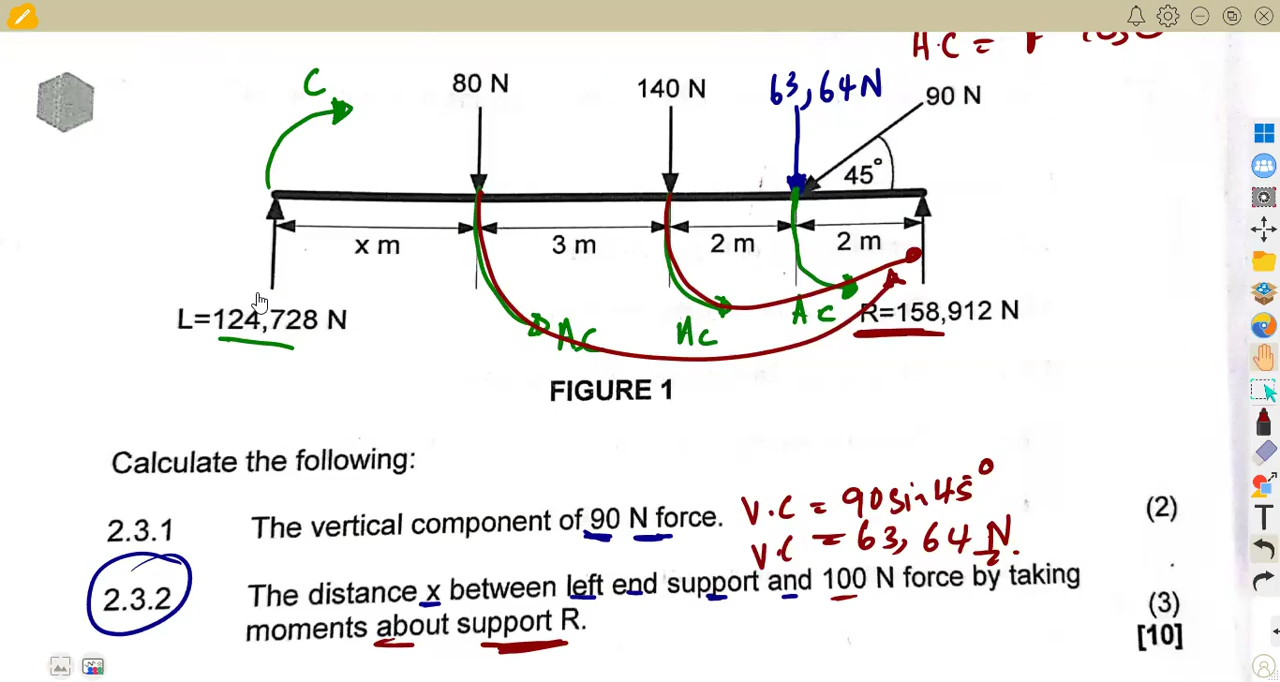 H.C = F cosθ
C
80 N
140 N
63,64N
90 N
45°
x m
3 m
2 m
2 m
L=124,728 N
AC
AC
AC
R=158,912 N
FIGURE 1
Calculate the following:
2.3.1 The vertical component of 90 N force. (2)
V.C = 90sin45°
V.C = 63,64 N.
2.3.2 The distance x between left end support and 100 N force by taking
moments about support R. (3)
[10]
T